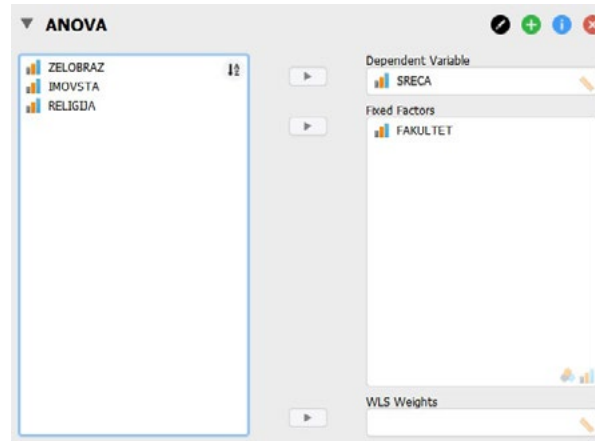 ANOVA
ZELOBRAZ
IMOVSTA
RELIGIJA
Dependent Variable
SRECA
Fixed Factors
FAKULTET
WLS Weights